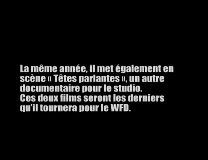 La même année, il met également en
scène « Têtes parlantes », un autre
documentaire pour le studio.
Ces deux films seront les derniers
qu'il tournera pour le WFD.